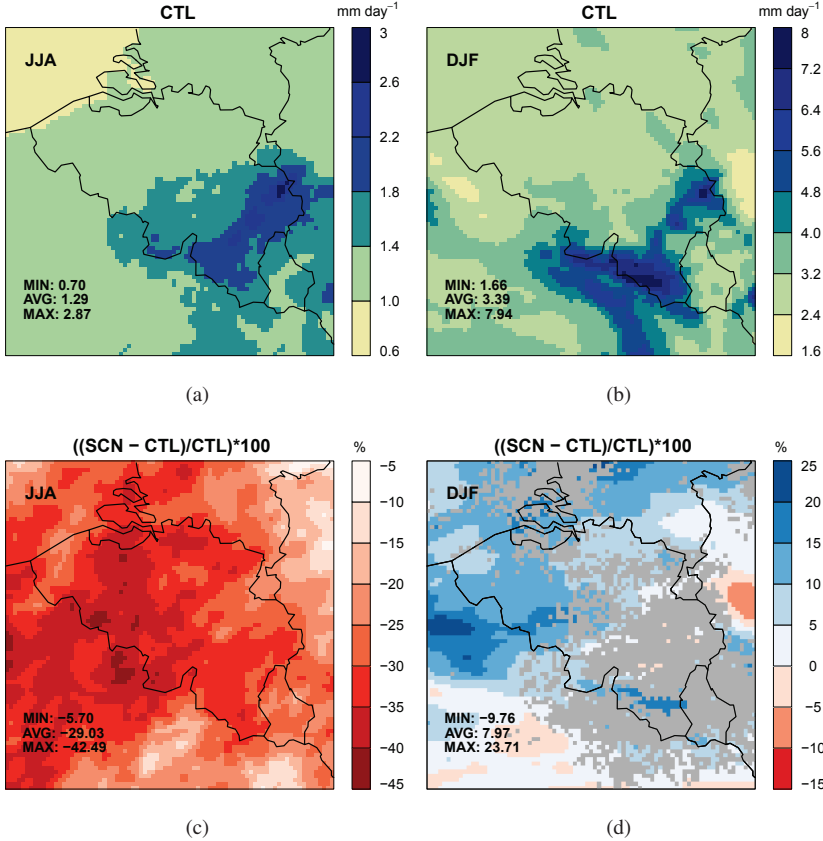 CTL
mm day⁻¹
JJA
MIN: 0.70
AVG: 1.29
MAX: 2.87
3
2.6
2.2
1.8
1.4
1.0
0.6
(a)
CTL
mm day⁻¹
DJF
MIN: 1.66
AVG: 3.39
MAX: 7.94
8
7.2
6.4
5.6
4.8
4.0
3.2
2.4
1.6
(b)
((SCN − CTL)/CTL)*100
%
JJA
MIN: −5.70
AVG: −29.03
MAX: −42.49
−5
−10
−15
−20
−25
−30
−35
−40
−45
(c)
((SCN − CTL)/CTL)*100
%
DJF
MIN: −9.76
AVG: 7.97
MAX: 23.71
25
20
15
10
5
0
−5
−10
−15
(d)